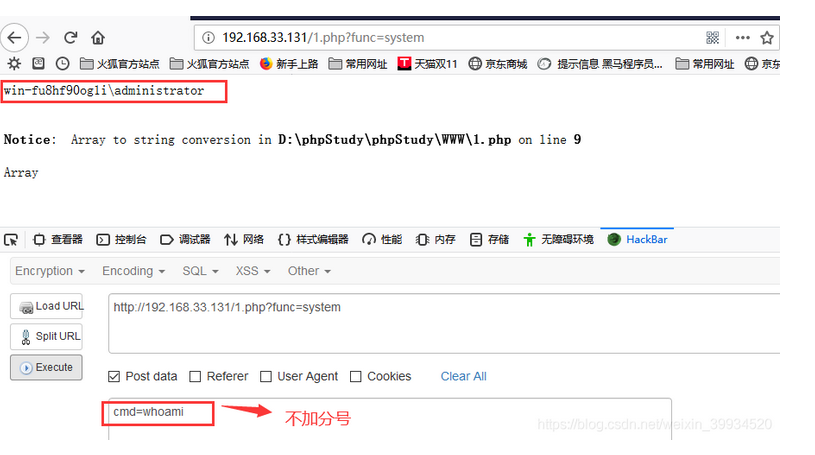 192.168.33.131/1.php?func=system
火狐官方站点 火狐官方站点 新手上路 常用网址 T 天猫双11 京东商城 提示信息 黑马程序员... 常用网址 京东
win-fu8hf90ogli\administrator
Notice: Array to string conversion in D:\phpStudy\phpStudy\WWW\1.php on line 9
Array
查看器 控制台 调试器 网络 {} 样式编辑器 性能 内存 存储 无障碍环境 HackBar
Encryption Encoding SQL XSS Other
Load URL
http://192.168.33.131/1.php?func=system
Split URL
Execute
Post data Referer User Agent Cookies Clear All
cmd=whoami
不加分号
https://blog.csdn.net/weixin_39934520